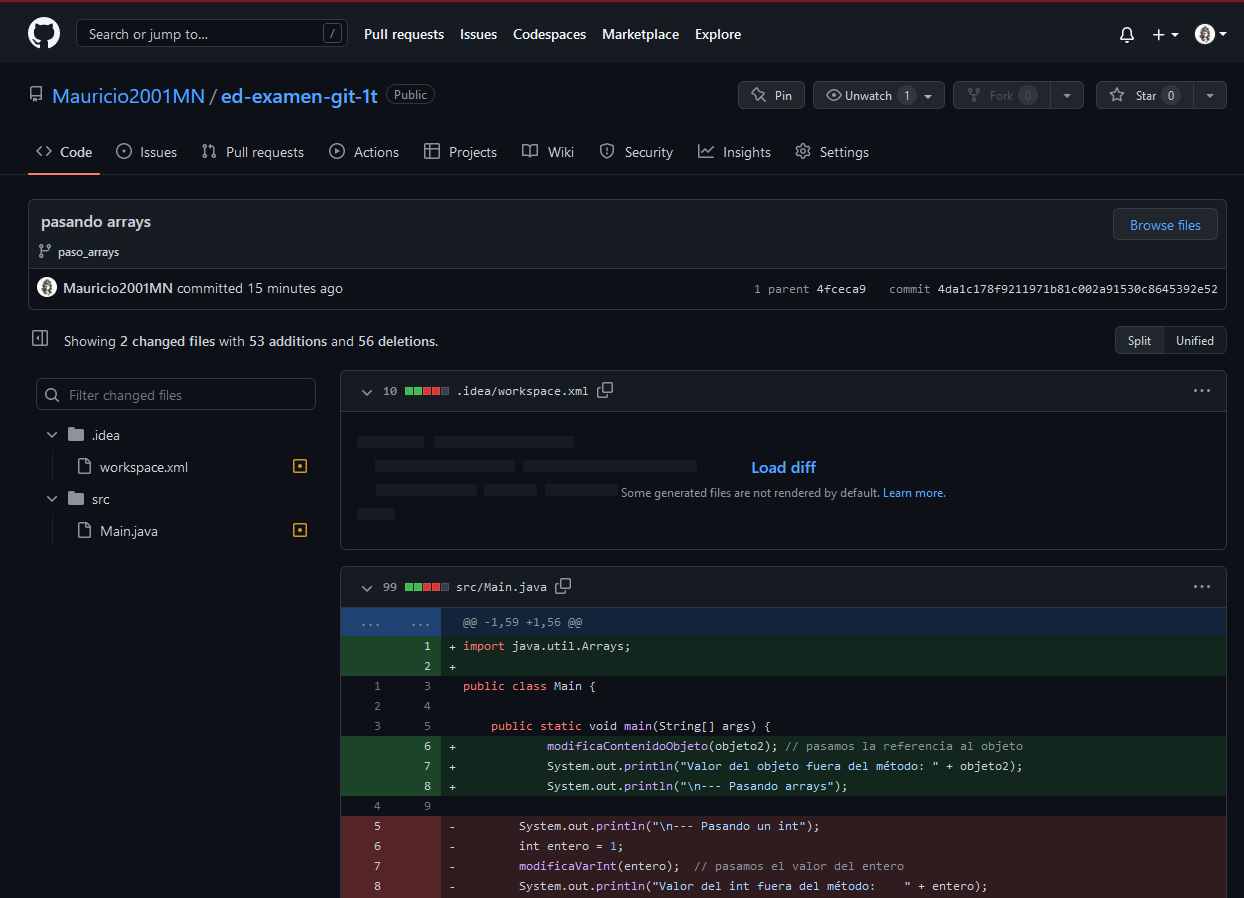 Search or jump to... /
Pull requests Issues Codespaces Marketplace Explore
Mauricio2001MN / ed-examen-git-1t Public
Pin Unwatch 1 Fork 0 Star 0
Code Issues Pull requests Actions Projects Wiki Security Insights Settings
pasando arrays
Browse files
paso_arrays
Mauricio2001MN committed 15 minutes ago
1 parent 4fceca9 commit 4da1c178f9211971b81c002a91530c8645392e52
Showing 2 changed files with 53 additions and 56 deletions.
Split Unified
Filter changed files
.idea
workspace.xml
src
Main.java
10 .idea/workspace.xml ...
Load diff
Some generated files are not rendered by default. Learn more.
99 src/Main.java ...
... ... @@ -1,59 +1,56 @@
1 + import java.util.Arrays;
2 +
1 3 public class Main {
2 4
3 5 public static void main(String[] args) {
6 + modificaContenidoObjeto(objeto2); // pasamos la referencia al objeto
7 + System.out.println("Valor del objeto fuera del método: " + objeto2);
8 + System.out.println("\n--- Pasando arrays");
4 9
5 - System.out.println("\n--- Pasando un int");
6 - int entero = 1;
7 - modificaVarInt(entero);  // pasamos el valor del entero
8 - System.out.println("Valor del int fuera del método:    " + entero);